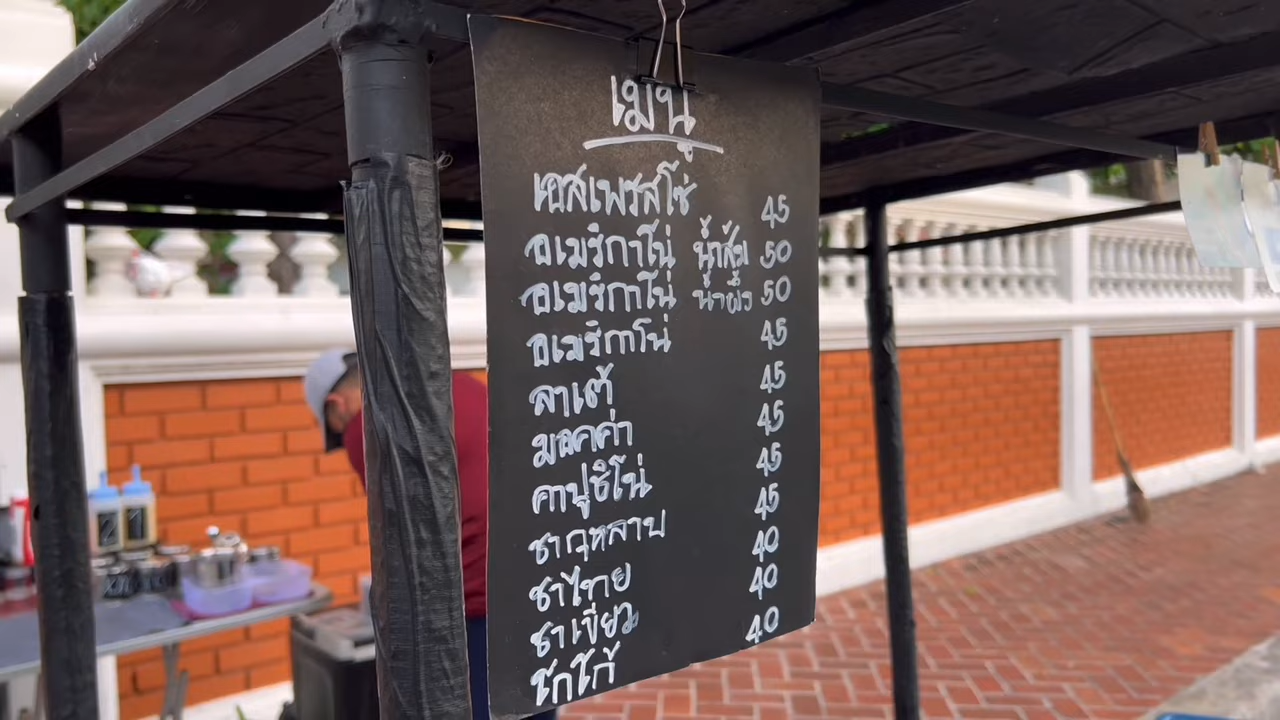 เมนู
เอสเพรสโซ่ 45
อเมริกาโน่ น้ำส้ม 50
อเมริกาโน่ น้ำผึ้ง 50
อเมริกาโน่ 45
ลาเต้ 45
มอคค่า 45
คาปูชิโน่ 45
ชากุหลาบ 45
ชาไทย 40
ชาเขียว 40
โกโก้ 40